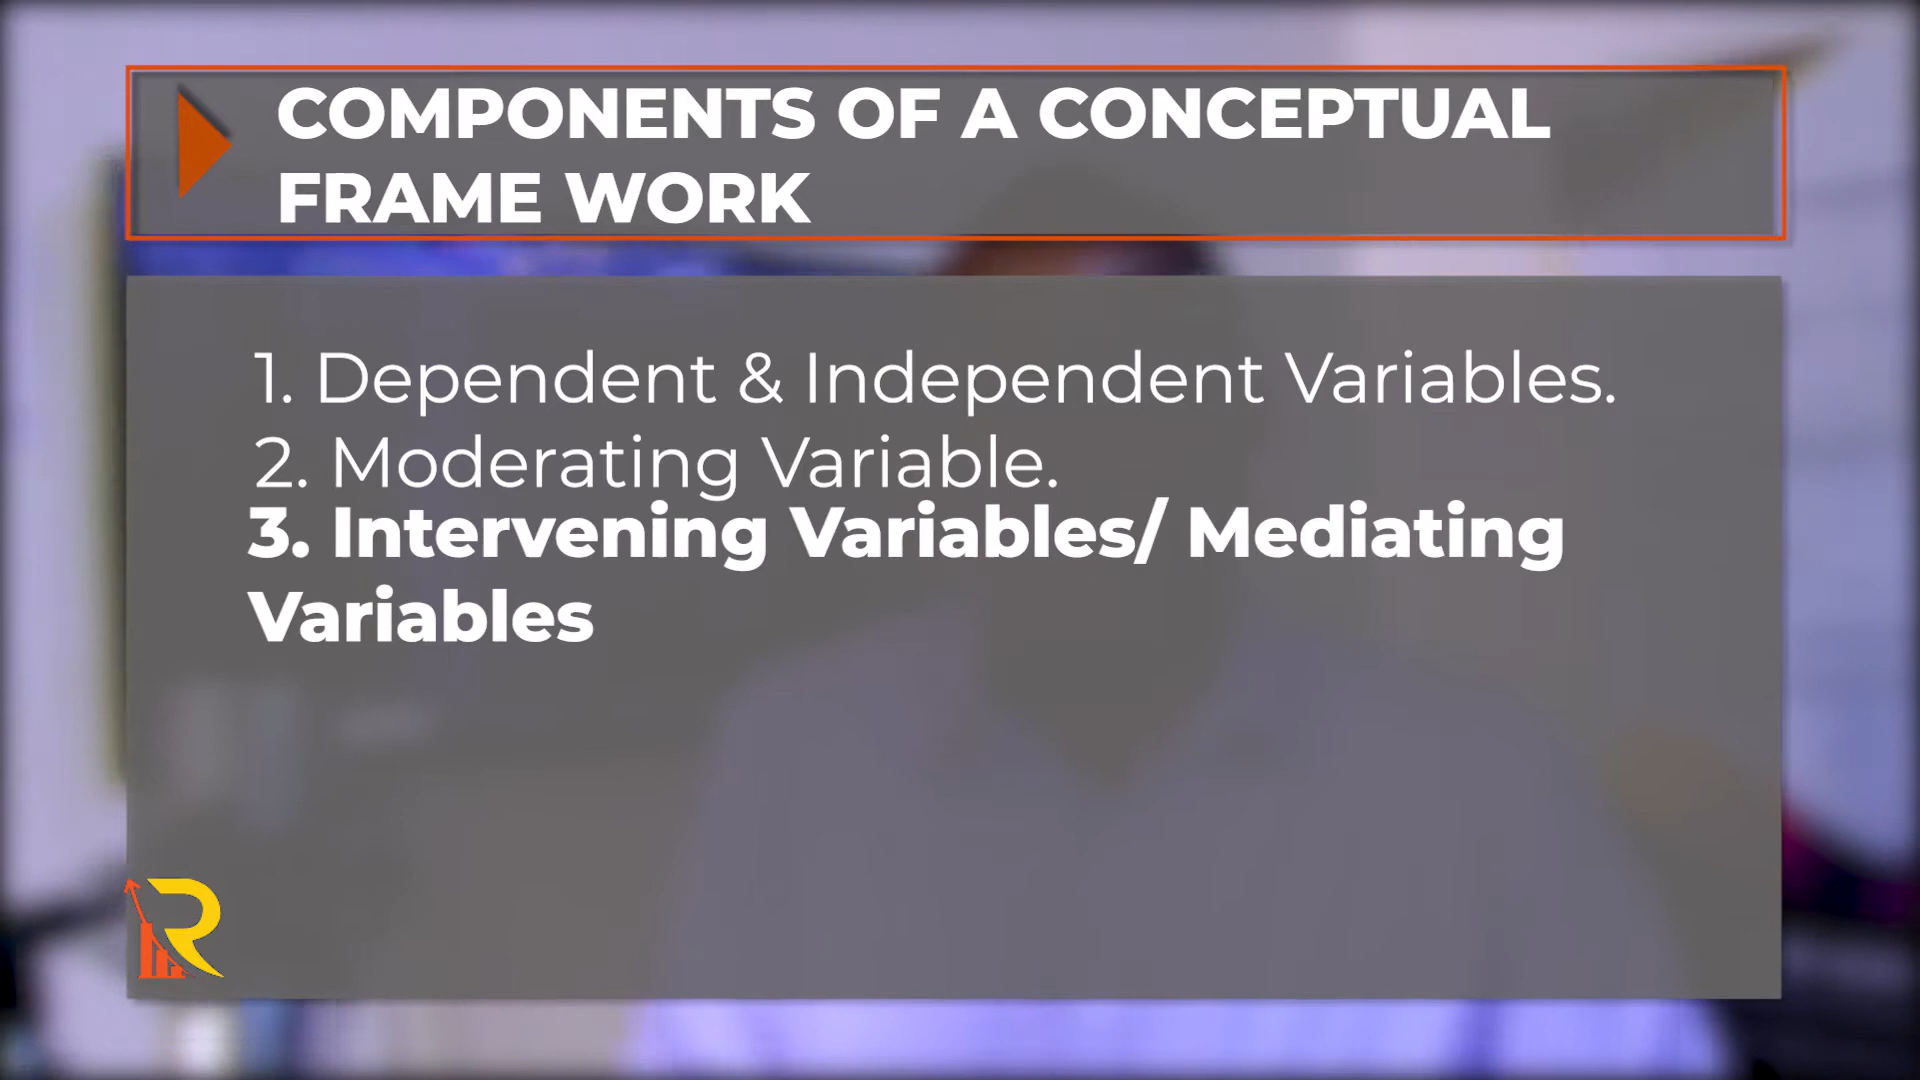 COMPONENTS OF A CONCEPTUAL
FRAME WORK
1. Dependent & Independent Variables.
2. Moderating Variable.
3. Intervening Variables/ Mediating
Variables
R